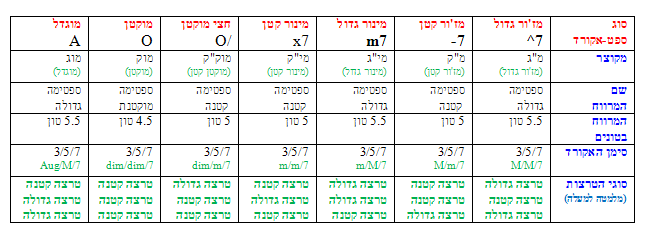 סוג מז'ור גדול מז'ור קטן מינור גדול מינור קטן חצי מוקטן מוקטן מוגדל
ספט-אקורד ^7 -7 m7 x7 O/ O A
מקוצר מ"ג מ"ק מי"ג מי"ק מוק"ק מוק מוג
(מז'ור גדול) (מז'ור קטן) (מינור גדול) (מינור קטן) (מוקטן קטן) (מוקטן) (מוגדל)
שם ספטימה ספטימה ספטימה ספטימה ספטימה ספטימה ספטימה
המרווח גדולה קטנה גדולה קטנה קטנה מוקטנת גדולה
המרווח 5.5 טון 5 טון 5.5 טון 5 טון 5 טון 4.5 טון 5.5 טון
בטונים
סימן האקורד 3/5/7 3/5/7 3/5/7 3/5/7 3/5/7 3/5/7 3/5/7
M/M/7 M/m/7 m/M/7 m/m/7 dim/m/7 dim/dim/7 Aug/M/7
סוגי הטרצות טרצה גדולה טרצה קטנה טרצה גדולה טרצה קטנה טרצה גדולה טרצה קטנה טרצה קטנה
(מלמטה למעלה) טרצה קטנה טרצה קטנה טרצה גדולה טרצה גדולה טרצה קטנה טרצה קטנה טרצה גדולה
טרצה גדולה טרצה גדולה טרצה קטנה טרצה קטנה טרצה קטנה טרצה קטנה טרצה גדולה